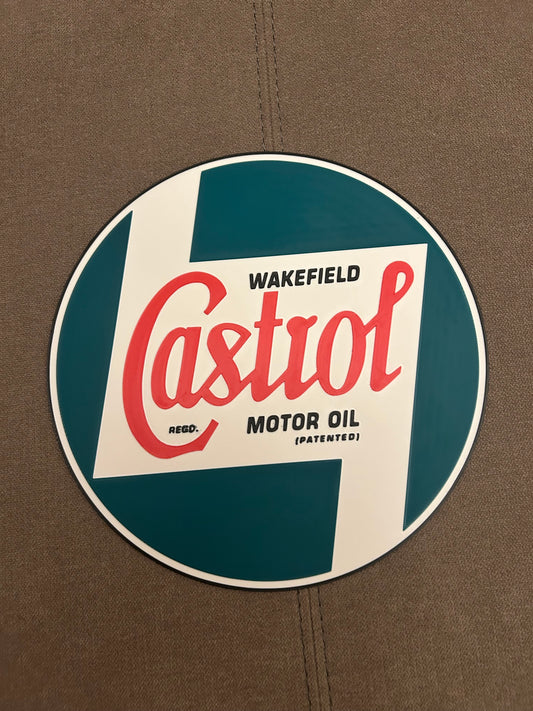 WAKEFIELD
Castrol
REGD.
MOTOR OIL
(PATENTED)